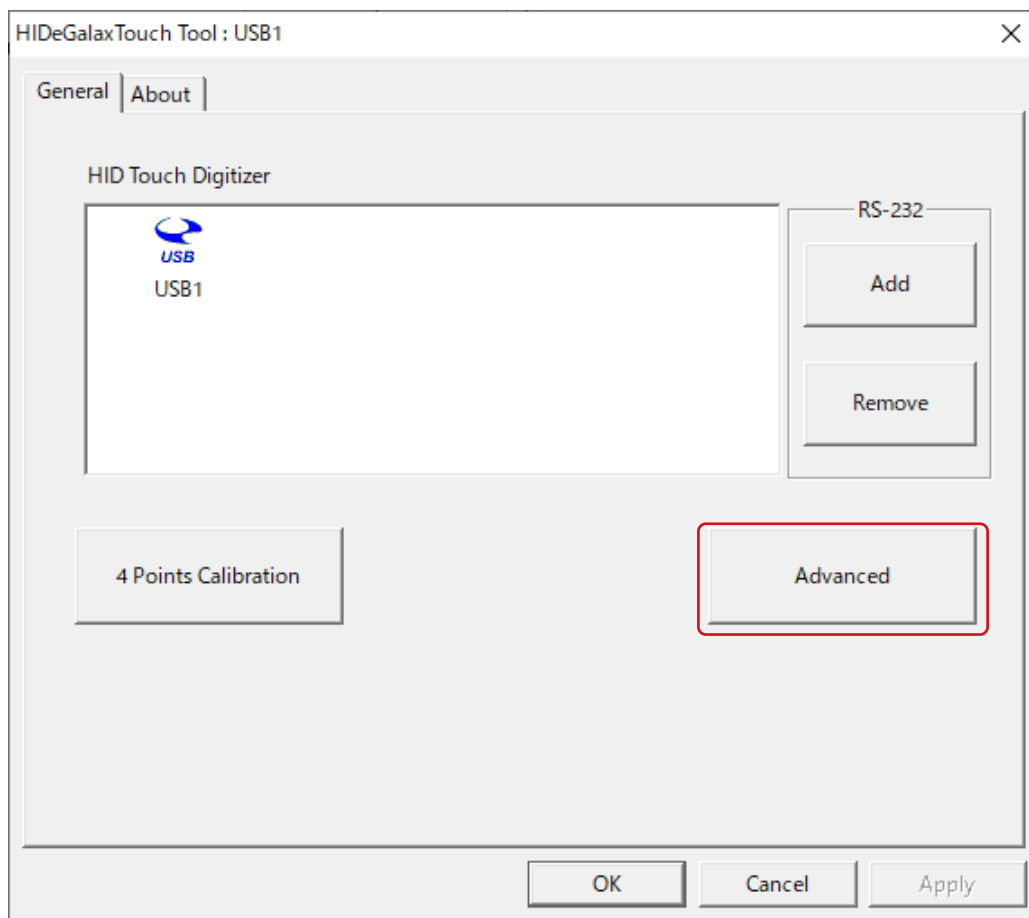 HIDeGalaxTouch Tool : USB1
General
About
HID Touch Digitizer
USB
USB1
RS-232
Add
Remove
4 Points Calibration
Advanced
OK
Cancel
Apply